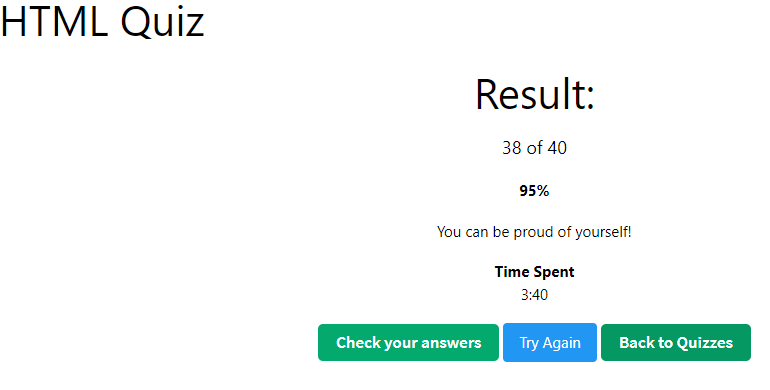 HTML Quiz
Result:
38 of 40
95%
You can be proud of yourself!
Time Spent
3:40
Check your answers Try Again Back to Quizzes